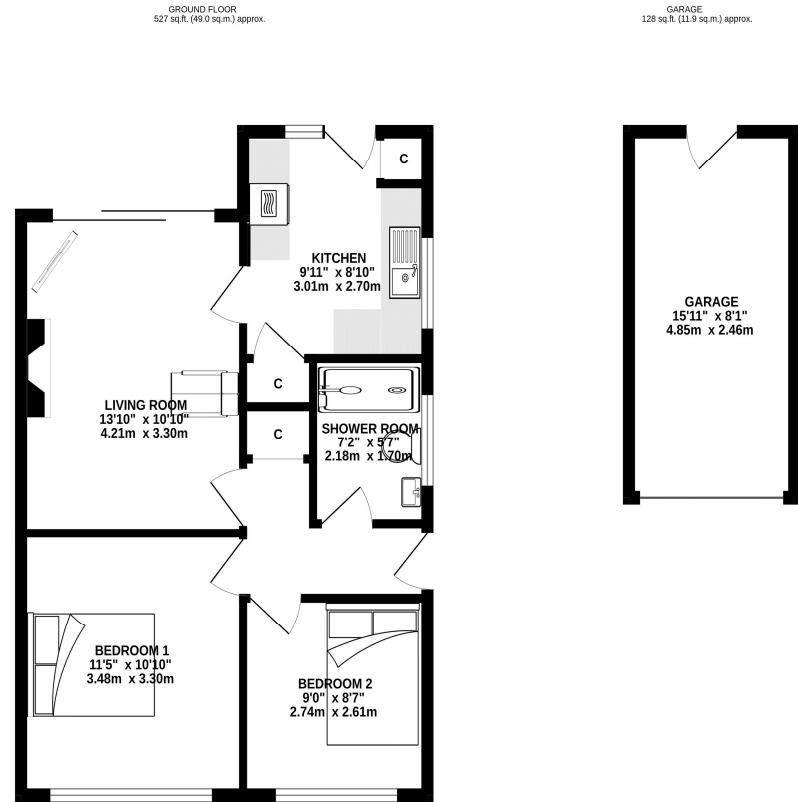 GROUND FLOOR
527 sq.ft. (49.0 sq.m.) approx.
GARAGE
128 sq.ft. (11.9 sq.m.) approx.
C
KITCHEN
9'11" x 8'10"
3.01m x 2.70m
GARAGE
15'11" x 8'1"
4.85m x 2.46m
C
LIVING ROOM
13'10" x 10'10"
4.21m x 3.30m
C
SHOWER ROOM
7'2" x 5'7"
2.18m x 1.70m
BEDROOM 1
11'5" x 10'10"
3.48m x 3.30m
BEDROOM 2
9'0" x 8'7"
2.74m x 2.61m